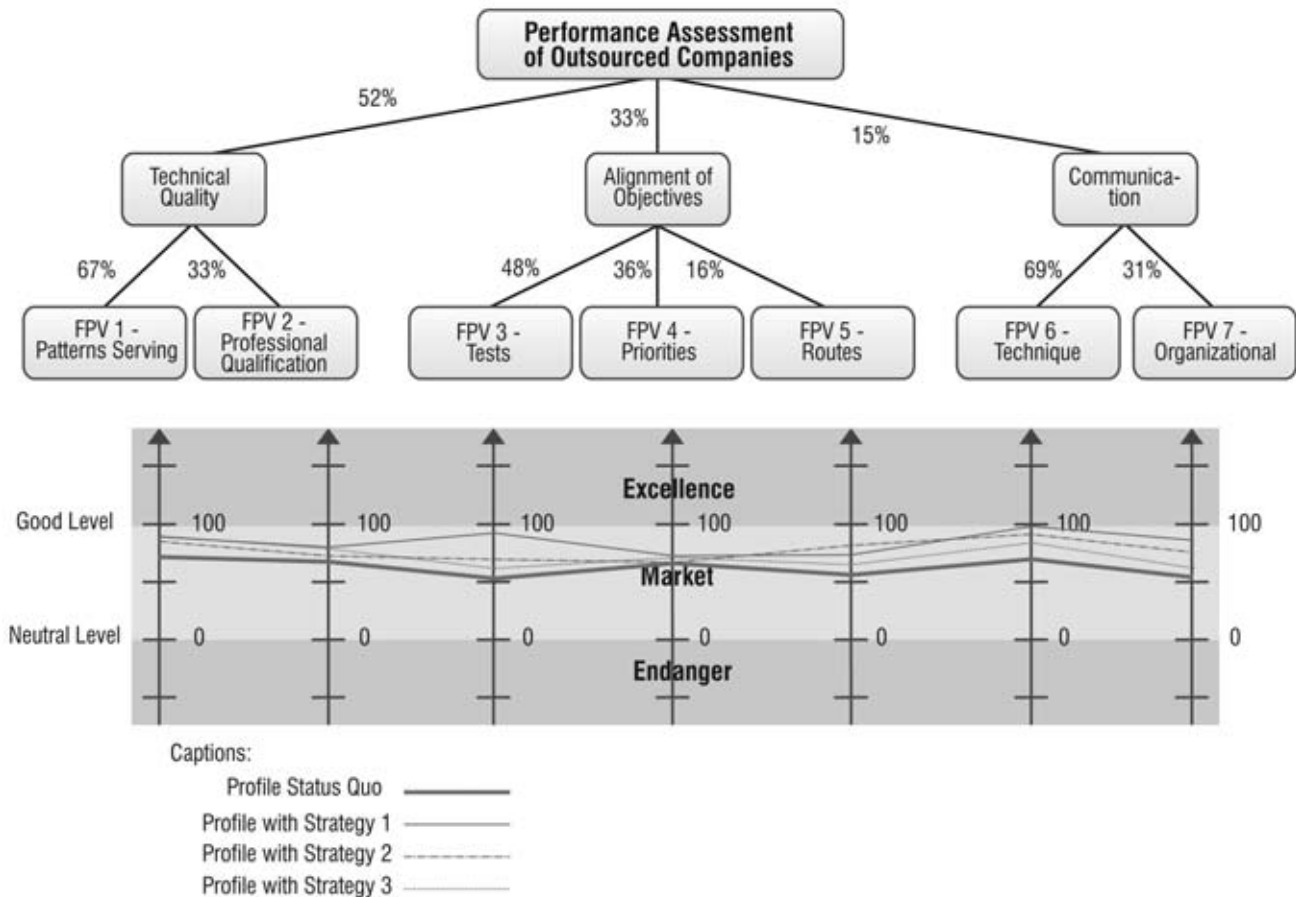 Performance Assessment
of Outsourced Companies
52%
33%
15%
Technical
Quality
Alignment of
Objectives
Communica-
tion
67%
33%
48%
36%
16%
69%
31%
FPV 1 -
Patterns Serving
FPV 2 -
Professional
Qualification
FPV 3 -
Tests
FPV 4 -
Priorities
FPV 5 -
Routes
FPV 6 -
Technique
FPV 7 -
Organizational
Excellence
Good Level
100
100
100
100
100
100
100
Market
Neutral Level
0
0
0
0
0
0
0
Endanger
Captions:
Profile Status Quo
Profile with Strategy 1
Profile with Strategy 2
Profile with Strategy 3